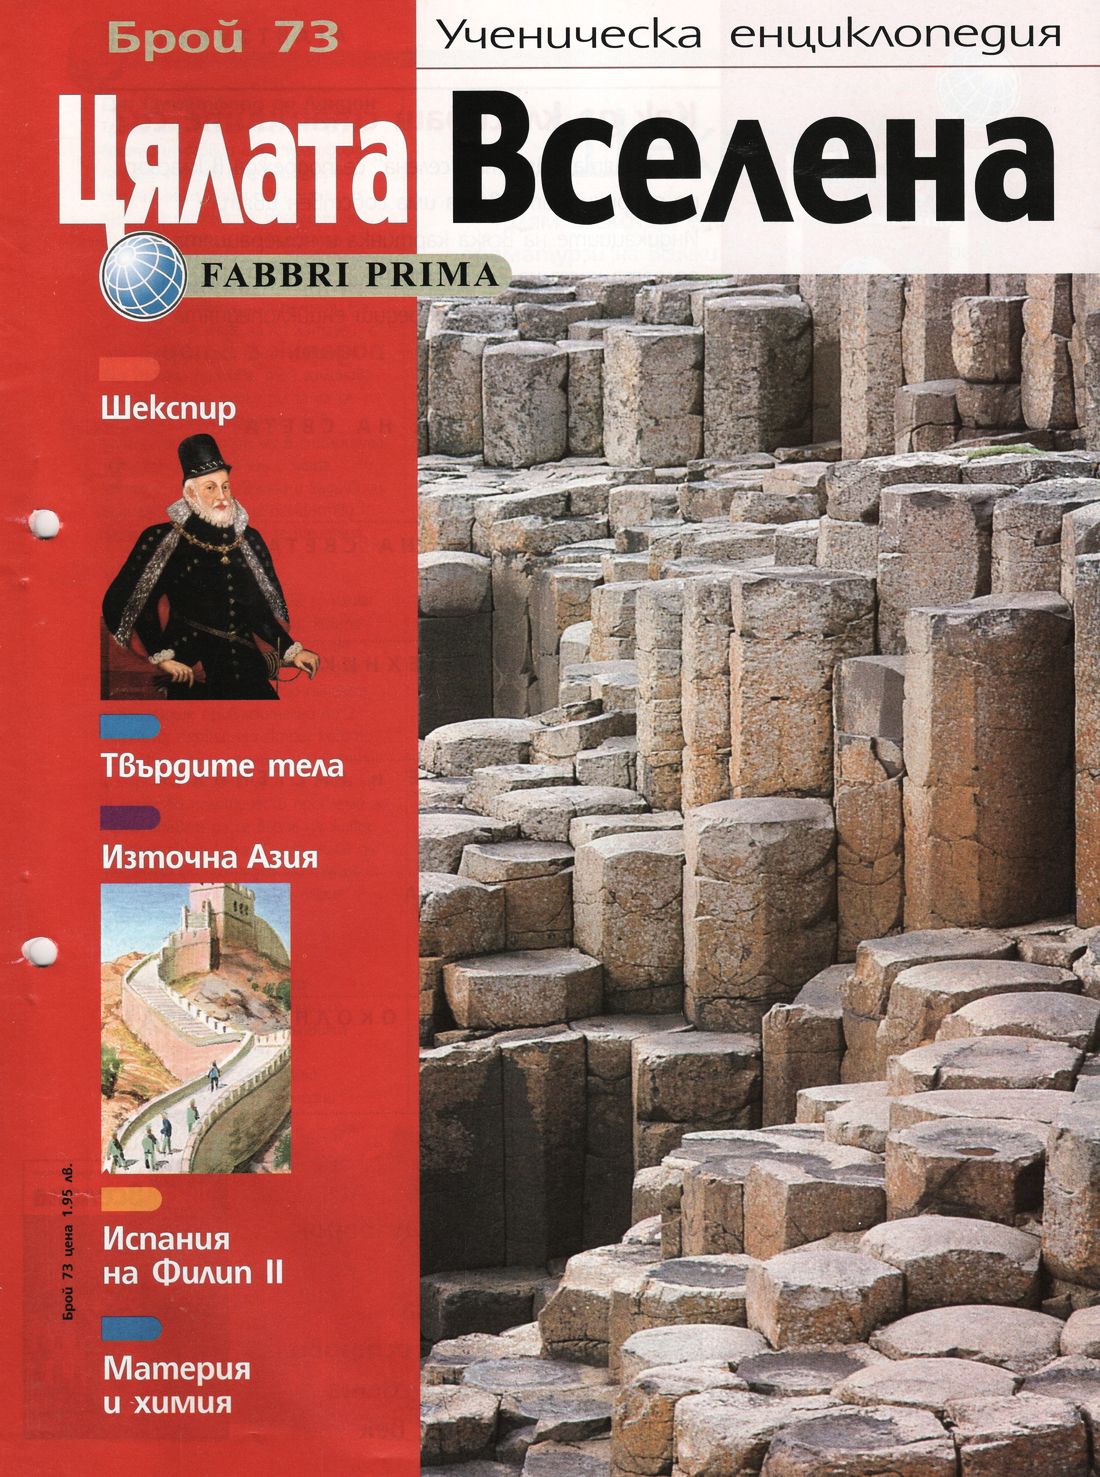 Брой 73
Ученическа енциклопедия
Цялата Вселена
FABBRI PRIMA
Шекспир
Твърдите тела
Източна Азия
Испания
на Филип II
Материя
и химия
Брой 73 цена 1.95 лв.